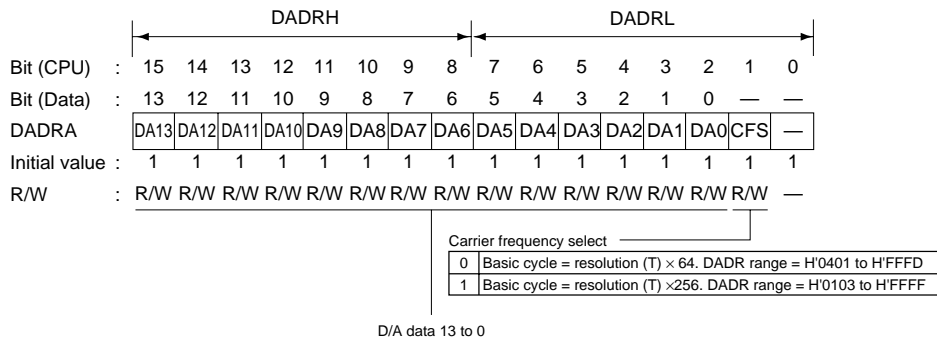 DADRH DADRL
Bit (CPU) : 15 14 13 12 11 10 9 8 7 6 5 4 3 2 1 0
Bit (Data) : 13 12 11 10 9 8 7 6 5 4 3 2 1 0 — —
DADRA DA13 DA12 DA11 DA10 DA9 DA8 DA7 DA6 DA5 DA4 DA3 DA2 DA1 DA0 CFS —
Initial value : 1 1 1 1 1 1 1 1 1 1 1 1 1 1 1 1
R/W : R/W R/W R/W R/W R/W R/W R/W R/W R/W R/W R/W R/W R/W R/W R/W —
Carrier frequency select
0 Basic cycle = resolution (T) × 64. DADR range = H'0401 to H'FFFD
1 Basic cycle = resolution (T) ×256. DADR range = H'0103 to H'FFFF
D/A data 13 to 0